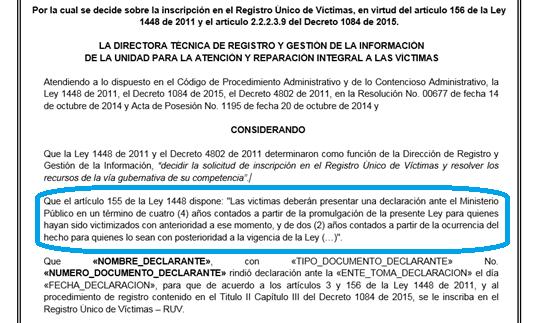 Por la cual se decide sobre la inscripción en el Registro Único de Victimas, en virtud del artículo 156 de la Ley
1448 de 2011 y el artículo 2.2.2.3.9 del Decreto 1084 de 2015.
LA DIRECTORA TÉCNICA DE REGISTRO Y GESTIÓN DE LA INFORMACIÓN
DE LA UNIDAD PARA LA ATENCIÓN Y REPARACIÓN INTEGRAL A LAS VÍCTIMAS
Atendiendo a lo dispuesto en el Código de Procedimiento Administrativo y de lo Contencioso Administrativo, la
Ley 1448 de 2011, el Decreto 1084 de 2015, el Decreto 4802 de 2011, en la Resolución No. 00677 de fecha 14
de octubre de 2014 y Acta de Posesión No. 1195 de fecha 20 de octubre de 2014 y
CONSIDERANDO
Que la Ley 1448 de 2011 y el Decreto 4802 de 2011 determinaron como función de la Dirección de Registro y
Gestión de la Información, "decidir la solicitud de inscripción en el Registro Único de Víctimas y resolver los
recursos de la vía gubernativa de su competencia".
Que el artículo 155 de la Ley 1448 dispone: "Las victimas deberán presentar una declaración ante el Ministerio
Público en un término de cuatro (4) años contados a partir de la promulgación de la presente Ley para quienes
hayan sido victimizados con anterioridad a ese momento, y de dos (2) años contados a partir de la ocurrencia del
hecho para quienes lo sean con posterioridad a la vigencia de la Ley (…)".
Que «NOMBRE_DECLARANTE», con «TIPO_DOCUMENTO_DECLARANTE» No.
«NUMERO_DOCUMENTO_DECLARANTE» rindió declaración ante la «ENTE_TOMA_DECLARACION» el día
«FECHA_DECLARACION», para que de acuerdo a los artículos 3 y 156 de la Ley 1448 de 2011, y al
procedimiento de registro contenido en el Titulo II Capítulo III del Decreto 1084 de 2015, se le inscriba en el
Registro Único de Víctimas – RUV.